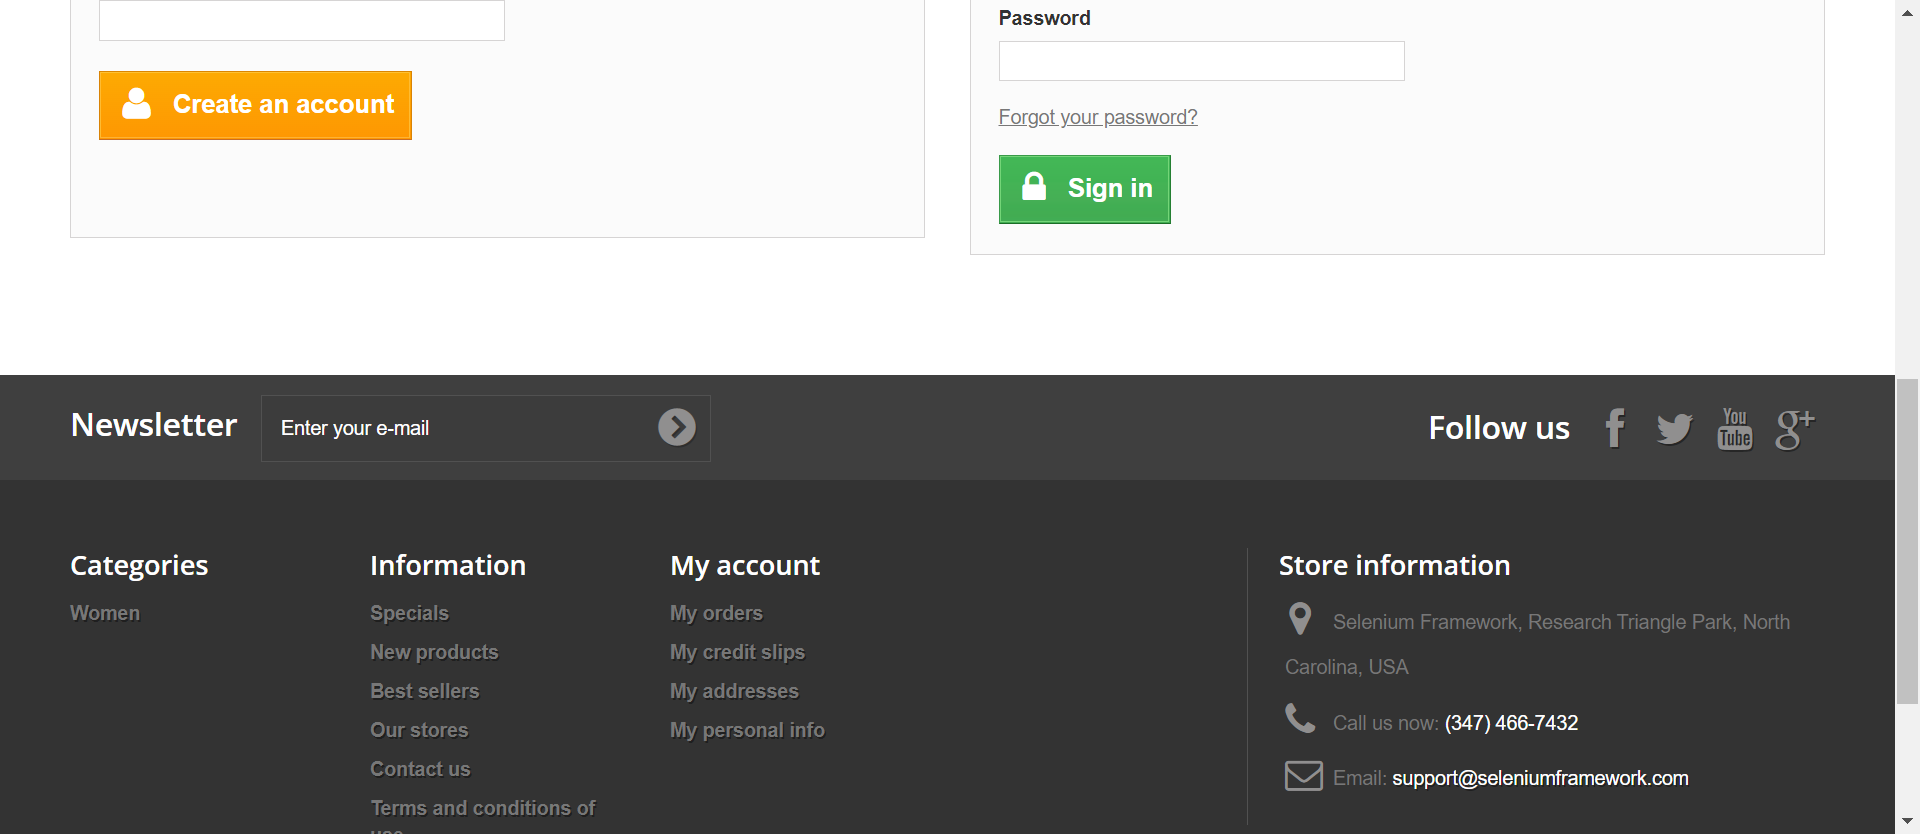 Password
Create an account
Forgot your password?
Sign in
Newsletter
Enter your e-mail
Follow us
You
Tube
g+
Categories
Women
Information
Specials
New products
Best sellers
Our stores
Contact us
Terms and conditions of
use
My account
My orders
My credit slips
My addresses
My personal info
Store information
Selenium Framework, Research Triangle Park, North
Carolina, USA
Call us now: (347) 466-7432
Email: support@seleniumframework.com